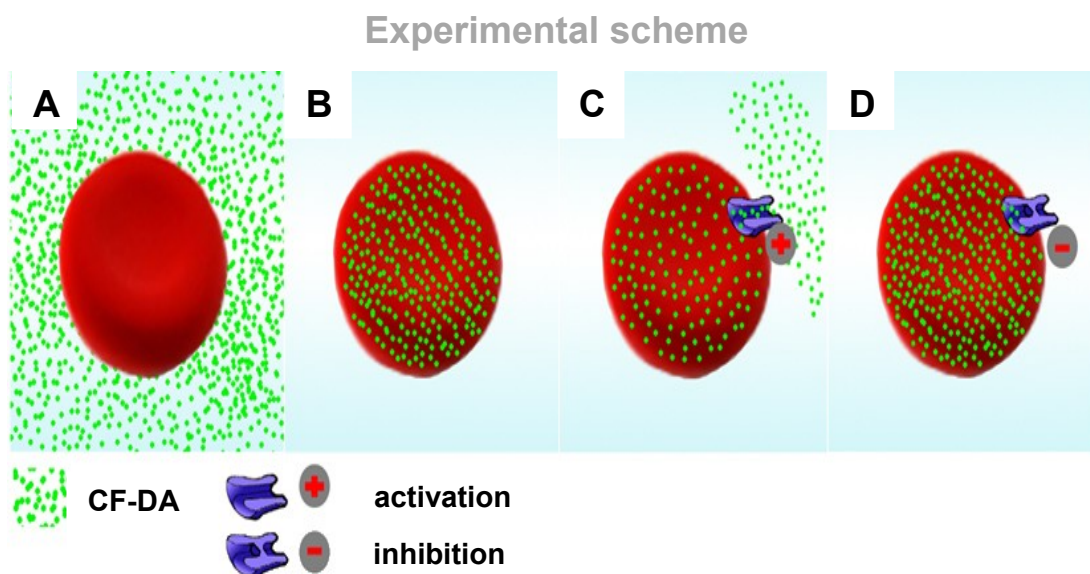 Experimental scheme
A B C D
+ -
CF-DA + activation
- inhibition